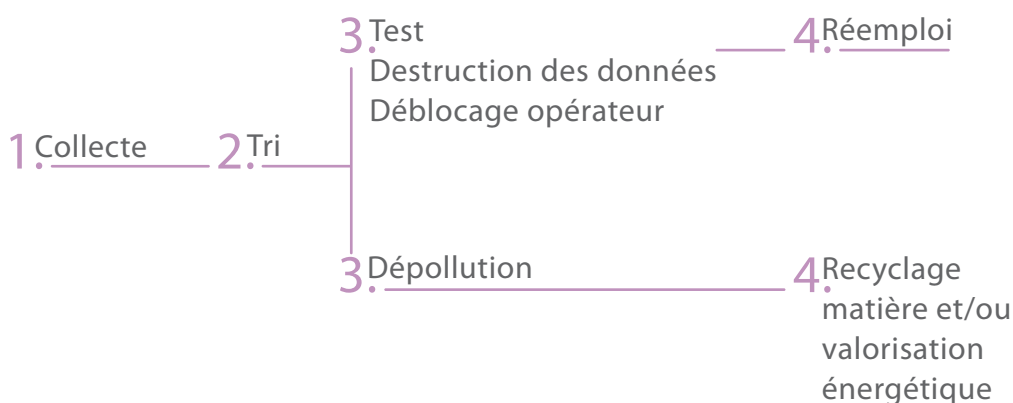 1. Collecte
2. Tri
3. Test
Destruction des données
Déblocage opérateur
4. Réemploi
3. Dépollution
4. Recyclage
matière et/ou
valorisation
énergétique